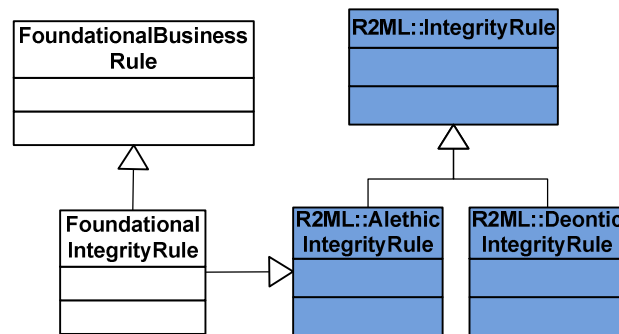 FoundationalBusiness
Rule
R2ML::IntegrityRule
Foundational
IntegrityRule
R2ML::Alethic
IntegrityRule
R2ML::Deontic
IntegrityRule